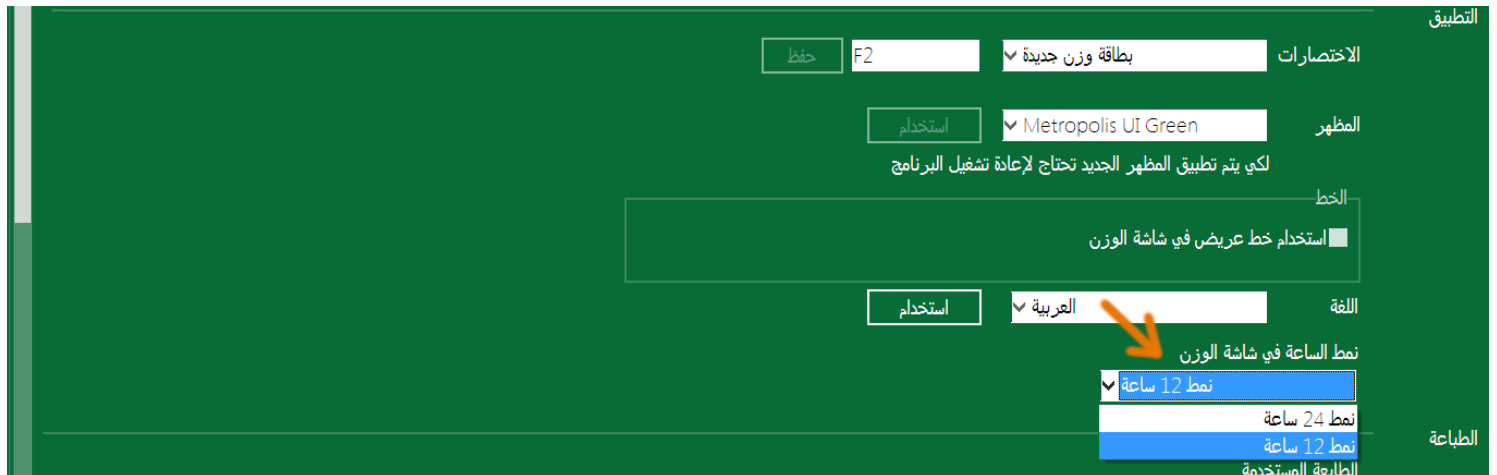 التطبيق
الاختصارات بطاقة وزن جديدة F2 حفظ
المظهر Metropolis UI Green استخدام
لكي يتم تطبيق المظهر الجديد تحتاج لإعادة تشغيل البرنامج
الخط
استخدام خط عريض في شاشة الوزن
اللغة العربية استخدام
نمط الساعة في شاشة الوزن
نمط 12 ساعة
نمط 24 ساعة
نمط 12 ساعة
الطباعة
الطابعة المستخدمة